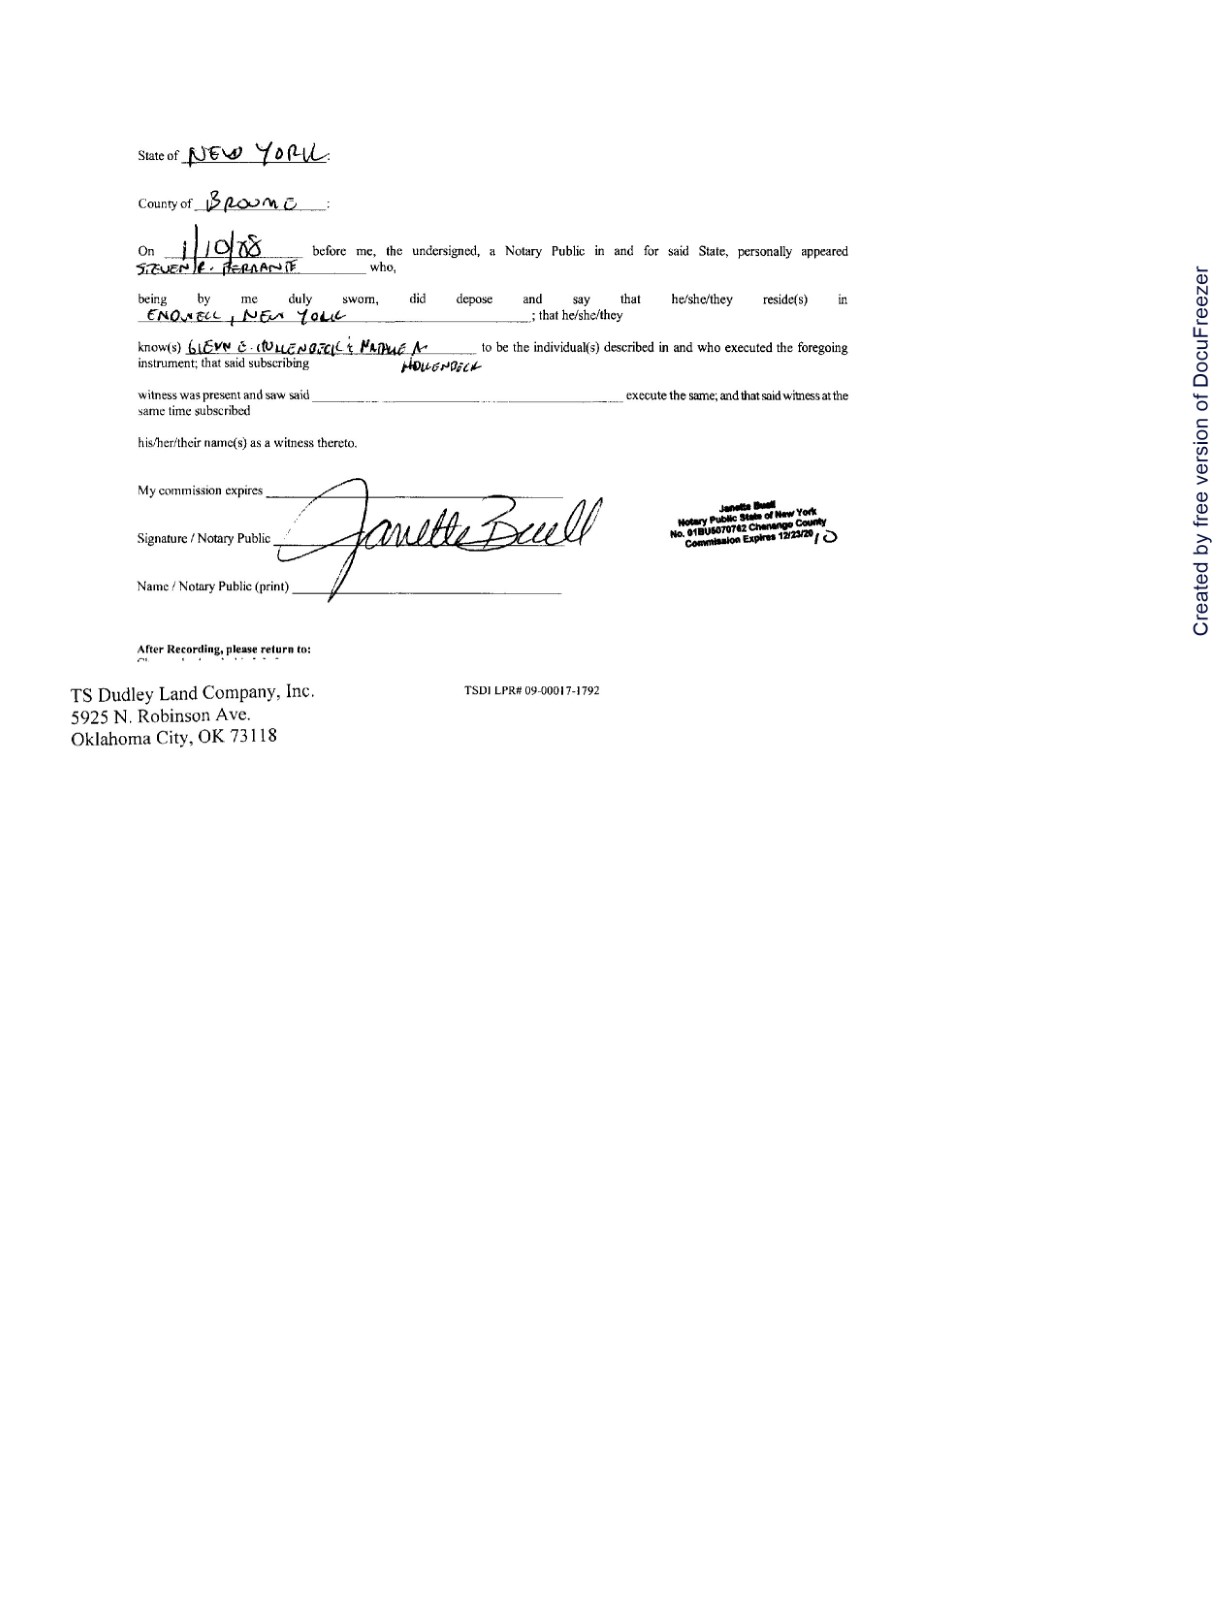 State of NEW YORK:
County of BROOME :
On 1/10/08 before me, the undersigned, a Notary Public in and for said State, personally appeared
STEVEN R. FERRANTE who,
being by me duly sworn, did depose and say that he/she/they reside(s) in
ENDWELL, NEW YORK ; that he/she/they
know(s) GLENN E. HOLLENBECK & A to be the individual(s) described in and who executed the foregoing
instrument; that said subscribing HOLLENBECK
witness was present and saw said execute the same; and that said witness at the
same time subscribed
his/her/their name(s) as a witness thereto.
My commission expires
Signature / Notary Public Janette Buell
Name / Notary Public (print)
Janette Buell
Notary Public State of New York
No. 01BU5070762 Chenango County
Commission Expires 12/23/2010
After Recording, please return to:
TS Dudley Land Company, Inc.
5925 N. Robinson Ave.
Oklahoma City, OK 73118
TSDI LPR# 09-00017-1792
Created by free version of DocuFreezer